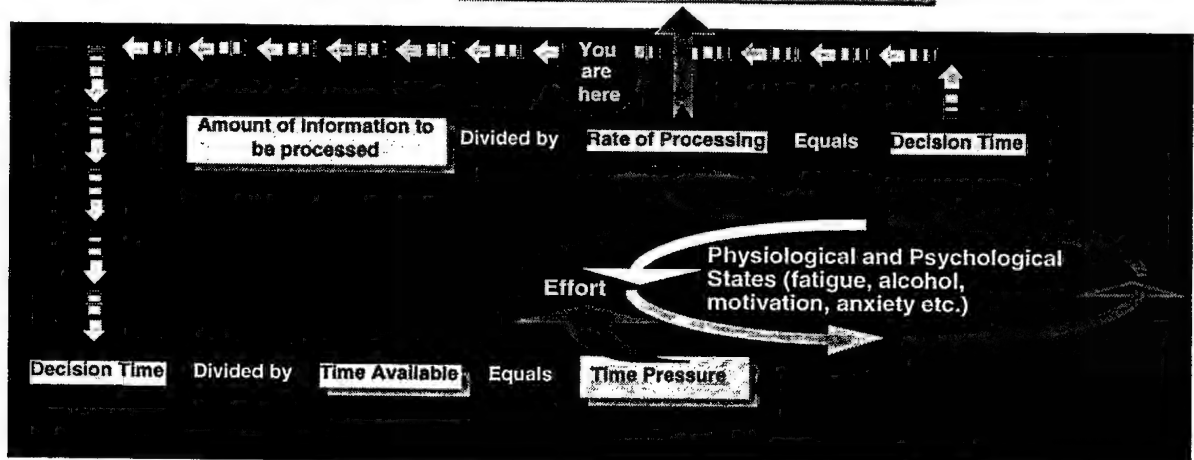 You
are
here
Amount of Information to
be processed
Divided by
Rate of Processing
Equals
Decision Time
Physiological and Psychological
States (fatigue, alcohol,
motivation, anxiety etc.)
Effort
Decision Time
Divided by
Time Available
Equals
Time Pressure